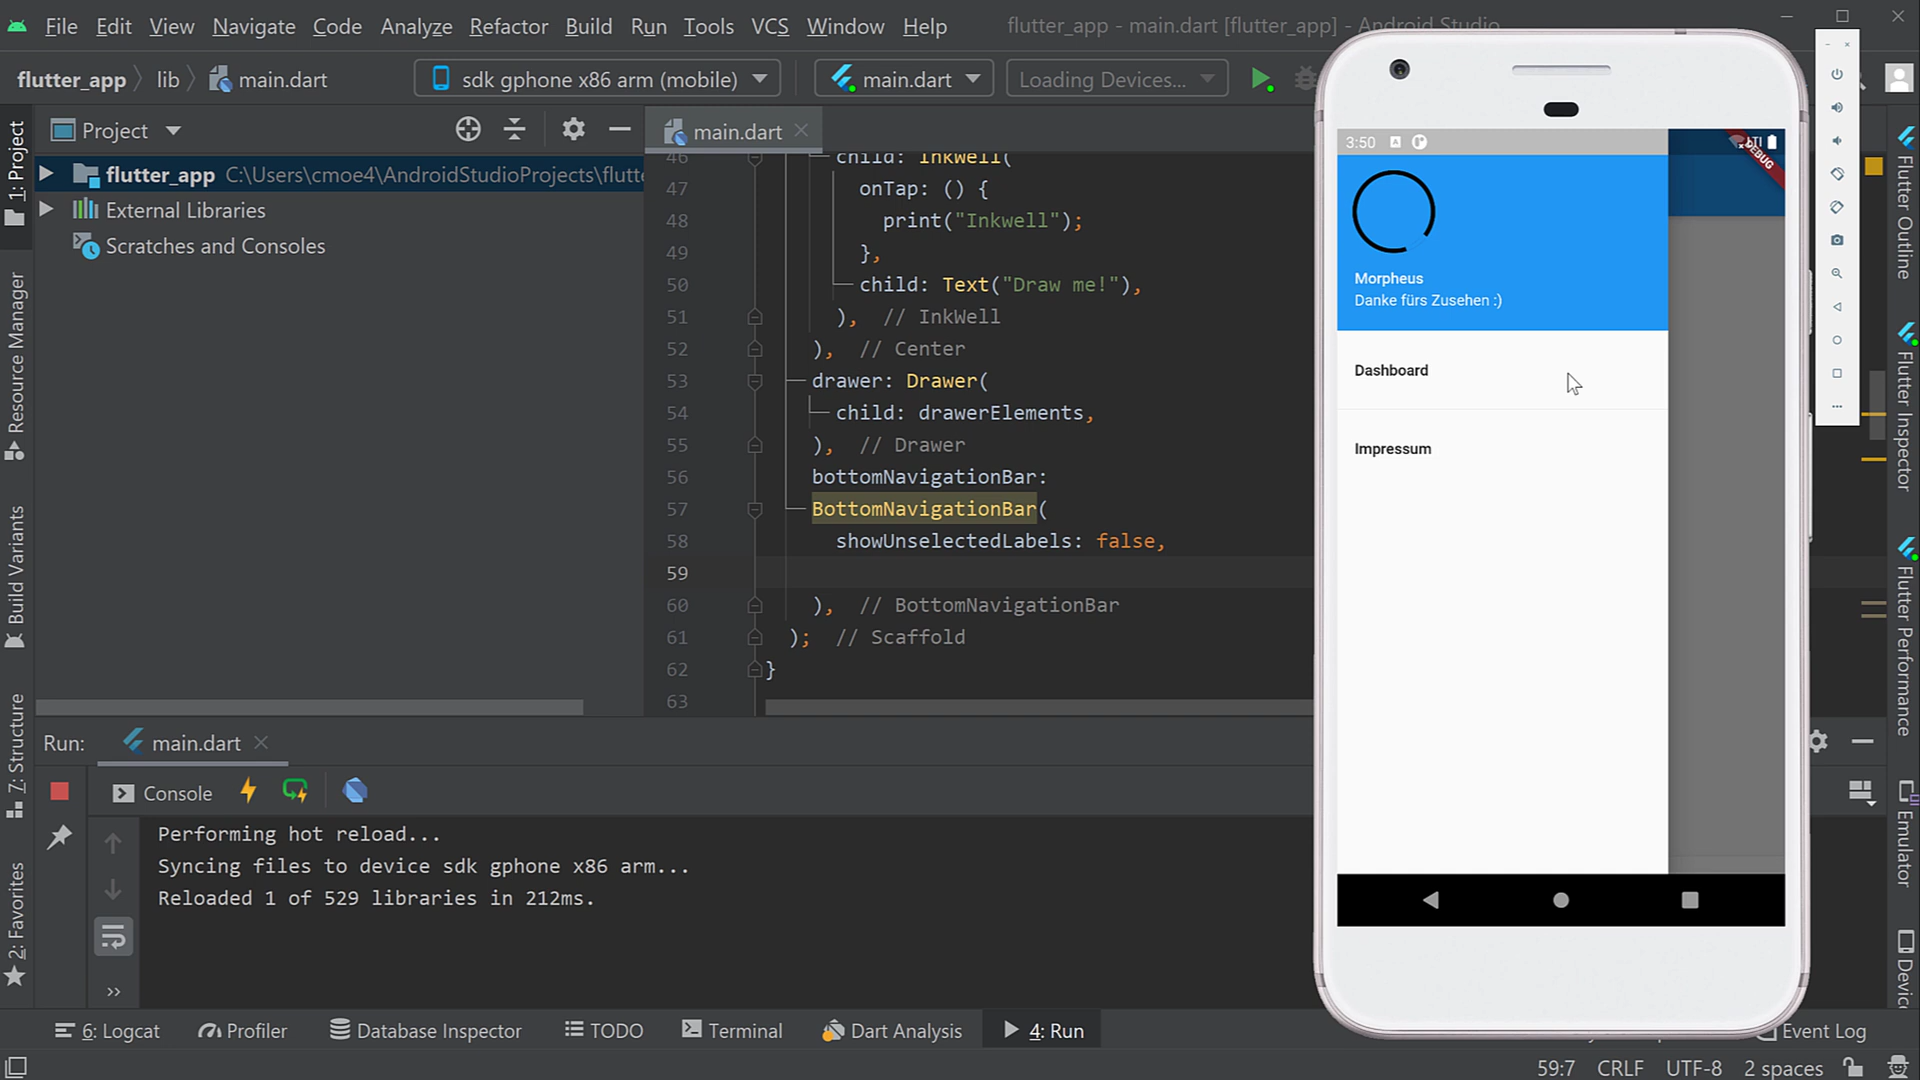 File Edit View Navigate Code Analyze Refactor Build Run Tools VCS Window Help flutter_app - main.dart [flutter_app] - Android Studio
flutter_app lib main.dart sdk gphone x86 arm (mobile) main.dart Loading Devices...
Project
main.dart
flutter_app C:\Users\cmoe4\AndroidStudioProjects\flutte
External Libraries
Scratches and Consoles
1: Project
Resource Manager
Build Variants
7: Structure
2: Favorites
46 child: InkWell(
47 onTap: () {
48 print("Inkwell");
49 },
50 child: Text("Draw me!"),
51 ), // InkWell
52 ), // Center
53 drawer: Drawer(
54 child: drawerElements,
55 ), // Drawer
56 bottomNavigationBar:
57 BottomNavigationBar(
58 showUnselectedLabels: false,
59
60 ), // BottomNavigationBar
61 ); // Scaffold
62 }
63
3:50
DEBUG
Morpheus
Danke fürs Zusehen :)
Dashboard
Impressum
Flutter Outline
Flutter Inspector
Flutter Performance
Emulator
Run: main.dart
Console
Performing hot reload...
Syncing files to device sdk gphone x86 arm...
Reloaded 1 of 529 libraries in 212ms.
6: Logcat Profiler Database Inspector TODO Terminal Dart Analysis 4: Run Event Log
59:7 CRLF UTF-8 2 spaces